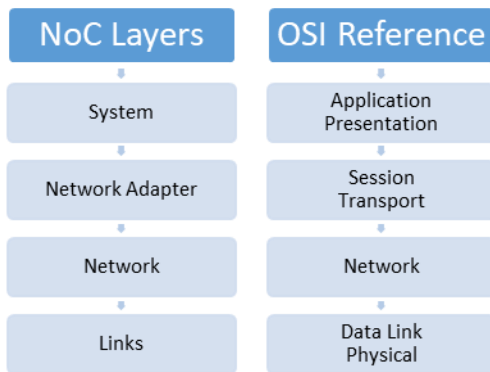 NoC Layers
System
Network Adapter
Network
Links
OSI Reference
Application
Presentation
Session
Transport
Network
Data Link
Physical